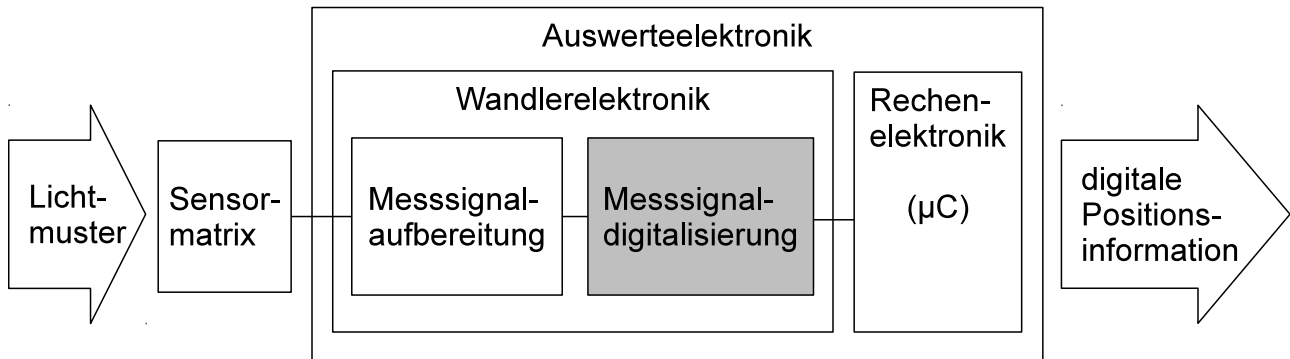 Auswerteelektronik
Wandlerelektronik
Licht-
muster
Sensor-
matrix
Messsignal-
aufbereitung
Messsignal-
digitalisierung
Rechen-
elektronik
(µC)
digitale
Positions-
information